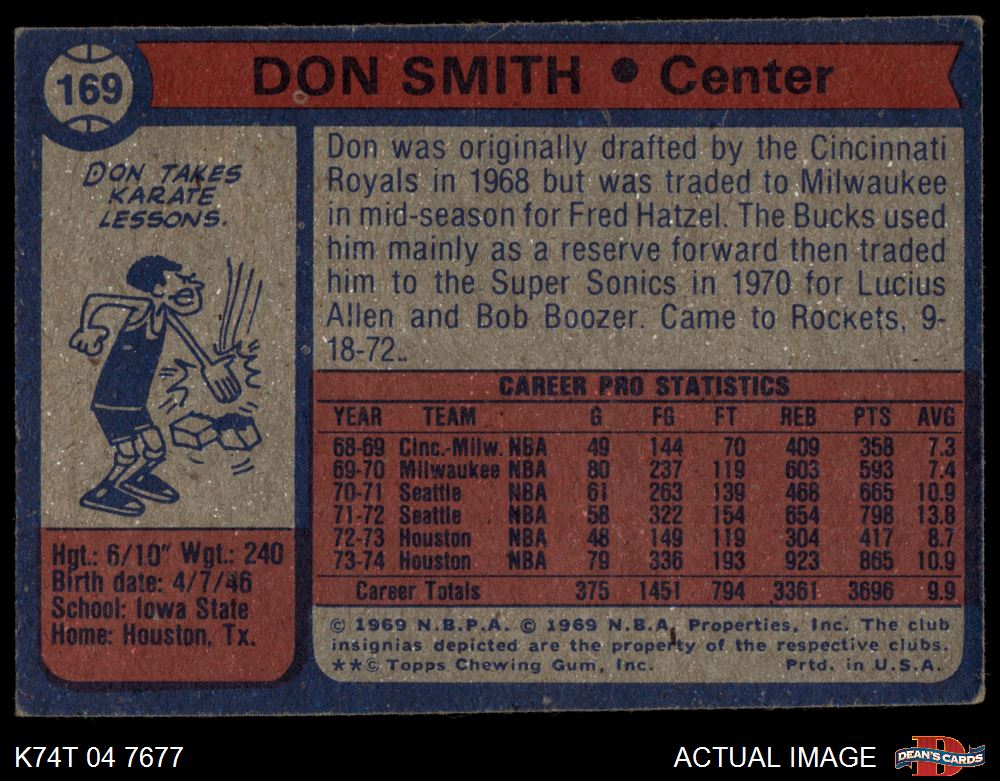 169
DON SMITH • Center
DON TAKES
KARATE
LESSONS.
Don was originally drafted by the Cincinnati
Royals in 1968 but was traded to Milwaukee
in mid-season for Fred Hatzel. The Bucks used
him mainly as a reserve forward then traded
him to the Super Sonics in 1970 for Lucius
Allen and Bob Boozer. Came to Rockets, 9-
18-72..
CAREER PRO STATISTICS
YEAR TEAM G FG FT REB PTS AVG
68-69 Cinc.-Milw. NBA 49 144 70 409 358 7.3
69-70 Milwaukee NBA 80 237 119 603 593 7.4
70-71 Seattle NBA 61 263 139 468 665 10.9
71-72 Seattle NBA 58 322 154 654 798 13.8
72-73 Houston NBA 48 149 119 304 417 8.7
73-74 Houston NBA 79 336 193 923 865 10.9
Career Totals 375 1451 794 3361 3696 9.9
Hgt.: 6/10" Wgt.: 240
Birth date: 4/7/46
School: Iowa State
Home: Houston, Tx.
© 1969 N.B.P.A. © 1969 N.B.A. Properties, Inc. The club
insignias depicted are the property of the respective clubs.
**© Topps Chewing Gum, Inc. Prtd. in U.S.A.
K74T 04 7677
ACTUAL IMAGE
D
DEAN'S CARDS